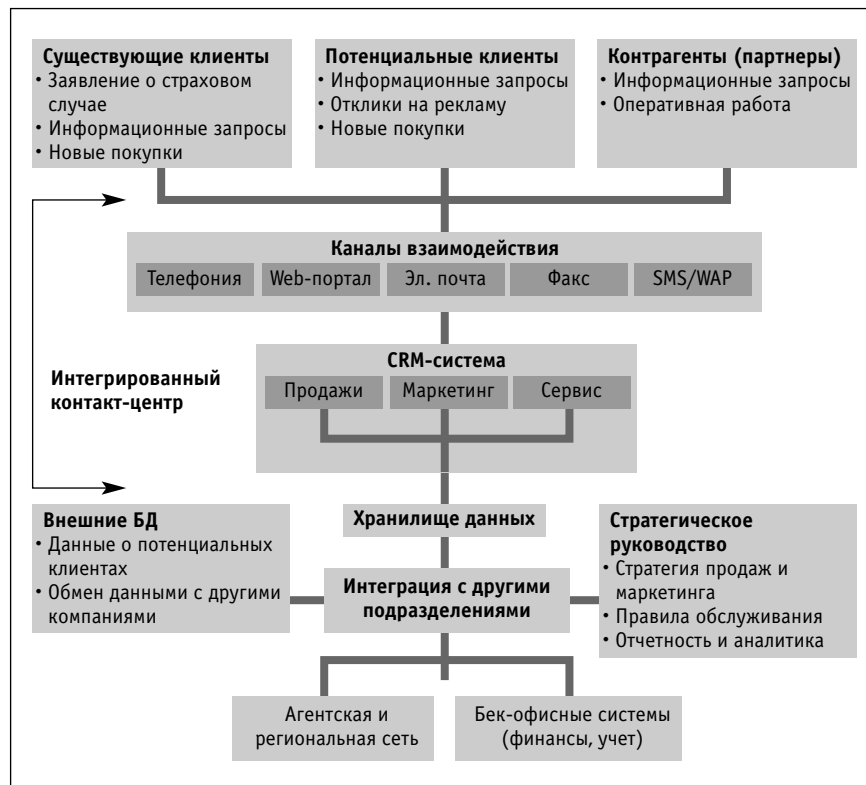 Существующие клиенты
• Заявление о страховом
случае
• Информационные запросы
• Новые покупки
Потенциальные клиенты
• Информационные запросы
• Отклики на рекламу
• Новые покупки
Контрагенты (партнеры)
• Информационные запросы
• Оперативная работа
Каналы взаимодействия
Телефония
Web-портал
Эл. почта
Факс
SMS/WAP
Интегрированный
контакт-центр
CRM-система
Продажи
Маркетинг
Сервис
Внешние БД
• Данные о потенциальных
клиентах
• Обмен данными с другими
компаниями
Хранилище данных
Интеграция с другими
подразделениями
Стратегическое
руководство
• Стратегия продаж и
маркетинга
• Правила обслуживания
• Отчетность и аналитика
Агентская и
региональная сеть
Бек-офисные системы
(финансы, учет)